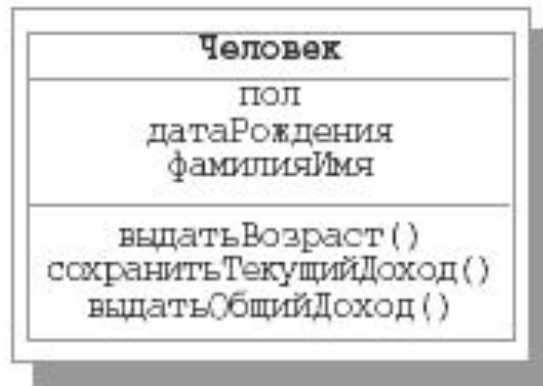 Человек
пол
датаРождения
фамилияИмя
выдатьВозраст()
сохранитьТекущийДоход()
выдатьОбщийДоход()